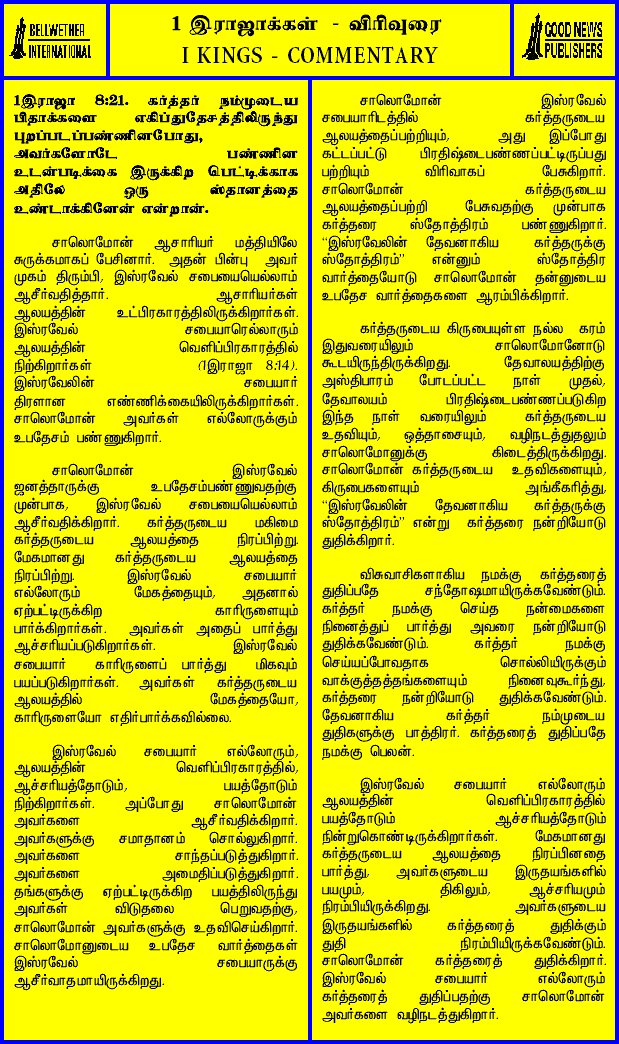 BELLWETHER
INTERNATIONAL
1 இராஜாக்கள் - விரிவுரை
I KINGS - COMMENTARY
GOOD NEWS
PUBLISHERS
1இராஜா 8:21. கர்த்தர் நம்முடைய
பிதாக்களை எகிப்துதேசத்திலிருந்து
புறப்படப்பண்ணினபோது,
அவர்களோடே பண்ணின
உடன்படிக்கை இருக்கிற பெட்டிக்காக
அதிலே ஒரு ஸ்தானத்தை
உண்டாக்கினேன் என்றான்.
சாலொமோன் ஆசாரியர் மத்தியிலே
சுருக்கமாகப் பேசினார். அதன் பின்பு அவர்
முகம் திரும்பி, இஸ்ரவேல் சபையையெல்லாம்
ஆசீர்வதித்தார். ஆசாரியர்கள்
ஆலயத்தின் உட்பிரகாரத்திலிருக்கிறார்கள்.
இஸ்ரவேல் சபையாரெல்லாரும்
ஆலயத்தின் வெளிப்பிரகாரத்தில்
நிற்கிறார்கள் (1இராஜா 8:14).
இஸ்ரவேலின் சபையார்
திரளான எண்ணிக்கையிலிருக்கிறார்கள்.
சாலொமோன் அவர்கள் எல்லோருக்கும்
உபதேசம் பண்ணுகிறார்.
சாலொமோன் இஸ்ரவேல்
ஜனத்தாருக்கு உபதேசம்பண்ணுவதற்கு
முன்பாக, இஸ்ரவேல் சபையையெல்லாம்
ஆசீர்வதிக்கிறார். கர்த்தருடைய மகிமை
கர்த்தருடைய ஆலயத்தை நிரப்பிற்று.
மேகமானது கர்த்தருடைய ஆலயத்தை
நிரப்பிற்று. இஸ்ரவேல் சபையார்
எல்லோரும் மேகத்தையும், அதனால்
ஏற்பட்டிருக்கிற காரிருளையும்
பார்க்கிறார்கள். அவர்கள் அதைப் பார்த்து
ஆச்சரியப்படுகிறார்கள். இஸ்ரவேல்
சபையார் காரிருளைப் பார்த்து மிகவும்
பயப்படுகிறார்கள். அவர்கள் கர்த்தருடைய
ஆலயத்தில் மேகத்தையோ,
காரிருளையோ எதிர்பார்க்கவில்லை.
இஸ்ரவேல் சபையார் எல்லோரும்,
ஆலயத்தின் வெளிப்பிரகாரத்தில்,
ஆச்சரியத்தோடும், பயத்தோடும்
நிற்கிறார்கள். அப்போது சாலொமோன்
அவர்களை ஆசீர்வதிக்கிறார்.
அவர்களுக்கு சமாதானம் சொல்லுகிறார்.
அவர்களை சாந்தப்படுத்துகிறார்.
அவர்களை அமைதிப்படுத்துகிறார்.
தங்களுக்கு ஏற்பட்டிருக்கிற பயத்திலிருந்து
அவர்கள் விடுதலை பெறுவதற்கு,
சாலொமோன் அவர்களுக்கு உதவிசெய்கிறார்.
சாலொமோனுடைய உபதேச வார்த்தைகள்
இஸ்ரவேல் சபையாருக்கு
ஆசீர்வாதமாயிருக்கிறது.
சாலொமோன் இஸ்ரவேல்
சபையாரிடத்தில் கர்த்தருடைய
ஆலயத்தைப்பற்றியும், அது இப்போது
கட்டப்பட்டு பிரதிஷ்டைபண்ணப்பட்டிருப்பது
பற்றியும் விரிவாகப் பேசுகிறார்.
சாலொமோன் கர்த்தருடைய
ஆலயத்தைப்பற்றி பேசுவதற்கு முன்பாக
கர்த்தரை ஸ்தோத்திரம் பண்ணுகிறார்.
“இஸ்ரவேலின் தேவனாகிய கர்த்தருக்கு
ஸ்தோத்திரம்” என்னும் ஸ்தோத்திர
வார்த்தையோடு சாலொமோன் தன்னுடைய
உபதேச வார்த்தைகளை ஆரம்பிக்கிறார்.
கர்த்தருடைய கிருபையுள்ள நல்ல கரம்
இதுவரையிலும் சாலொமோனோடு
கூடயிருந்திருக்கிறது. தேவாலயத்திற்கு
அஸ்திபாரம் போடப்பட்ட நாள் முதல்,
தேவாலயம் பிரதிஷ்டைபண்ணப்படுகிற
இந்த நாள் வரையிலும் கர்த்தருடைய
உதவியும், ஒத்தாசையும், வழிநடத்துதலும்
சாலொமோனுக்கு கிடைத்திருக்கிறது.
சாலொமோன் கர்த்தருடைய உதவிகளையும்,
கிருபைகளையும் அங்கீகரித்து,
“இஸ்ரவேலின் தேவனாகிய கர்த்தருக்கு
ஸ்தோத்திரம்” என்று கர்த்தரை நன்றியோடு
துதிக்கிறார்.
விசுவாசிகளாகிய நமக்கு கர்த்தரைத்
துதிப்பதே சந்தோஷமாயிருக்கவேண்டும்.
கர்த்தர் நமக்கு செய்த நன்மைகளை
நினைத்துப் பார்த்து அவரை நன்றியோடு
துதிக்கவேண்டும். கர்த்தர் நமக்கு
செய்யப்போவதாக சொல்லியிருக்கும்
வாக்குத்தத்தங்களையும் நினைவுகூர்ந்து,
கர்த்தரை நன்றியோடு துதிக்கவேண்டும்.
தேவனாகிய கர்த்தர் நம்முடைய
துதிகளுக்கு பாத்திரர். கர்த்தரைத் துதிப்பதே
நமக்கு பெலன்.
இஸ்ரவேல் சபையார் எல்லோரும்
ஆலயத்தின் வெளிப்பிரகாரத்தில்
பயத்தோடும் ஆச்சரியத்தோடும்
நின்றுகொண்டிருக்கிறார்கள். மேகமானது
கர்த்தருடைய ஆலயத்தை நிரப்பினதை
பார்த்து, அவர்களுடைய இருதயங்களில்
பயமும், திகிலும், ஆச்சரியமும்
நிரம்பியிருக்கிறது. அவர்களுடைய
இருதயங்களில் கர்த்தரைத் துதிக்கும்
துதி நிரம்பியிருக்கவேண்டும்.
சாலொமோன் கர்த்தரைத் துதிக்கிறார்.
இஸ்ரவேல் சபையார் எல்லோரும்
கர்த்தரைத் துதிப்பதற்கு சாலொமோன்
அவர்களை வழிநடத்துகிறார்.